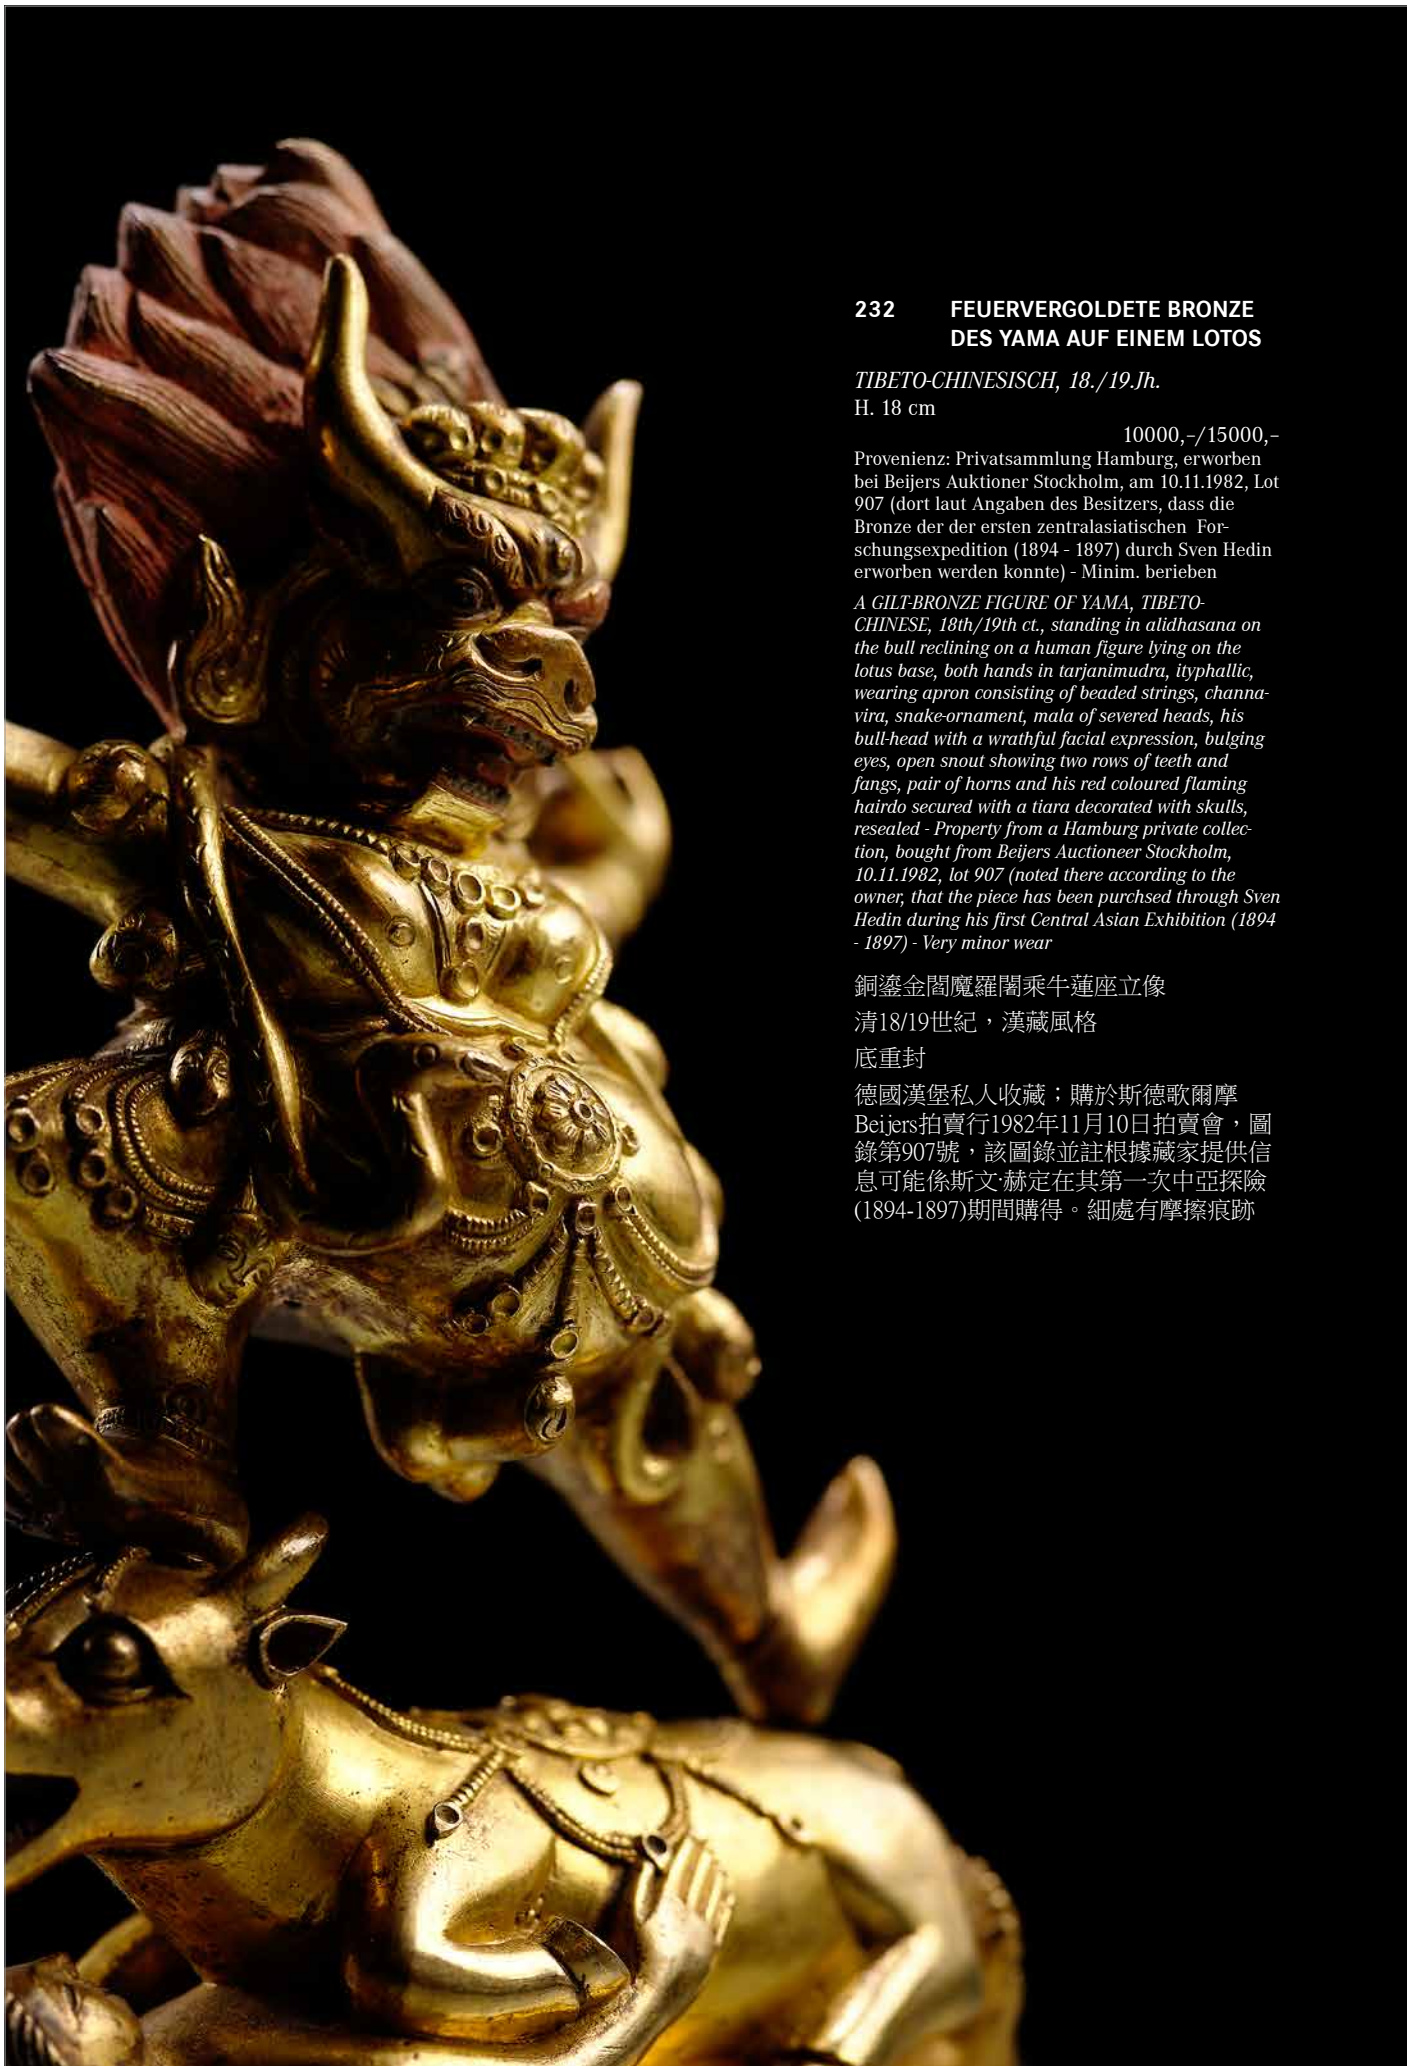 232 FEUERVERGOLDETE BRONZE
DES YAMA AUF EINEM LOTOS
TIBETO-CHINESISCH, 18./19.Jh.
H. 18 cm
10000,–/15000,–
Provenienz: Privatsammlung Hamburg, erworben
bei Beijers Auktioner Stockholm, am 10.11.1982, Lot
907 (dort laut Angaben des Besitzers, dass die
Bronze der der ersten zentralasiatischen For-
schungsexpedition (1894 - 1897) durch Sven Hedin
erworben werden konnte) - Minim. berieben
A GILT-BRONZE FIGURE OF YAMA, TIBETO-
CHINESE, 18th/19th ct., standing in alidhasana on
the bull reclining on a human figure lying on the
lotus base, both hands in tarjanimudra, ityphallic,
wearing apron consisting of beaded strings, channa-
vira, snake-ornament, mala of severed heads, his
bull-head with a wrathful facial expression, bulging
eyes, open snout showing two rows of teeth and
fangs, pair of horns and his red coloured flaming
hairdo secured with a tiara decorated with skulls,
resealed - Property from a Hamburg private collec-
tion, bought from Beijers Auctioneer Stockholm,
10.11.1982, lot 907 (noted there according to the
owner, that the piece has been purchsed through Sven
Hedin during his first Central Asian Exhibition (1894
- 1897) - Very minor wear
銅鎏金閻魔羅闍乘牛蓮座立像
清18/19世紀，漢藏風格
底重封
德國漢堡私人收藏；購於斯德歌爾摩
Beijers拍賣行1982年11月10日拍賣會，圖
錄第907號，該圖錄並註根據藏家提供信
息可能係斯文·赫定在其第一次中亞探險
(1894-1897)期間購得。細處有摩擦痕跡